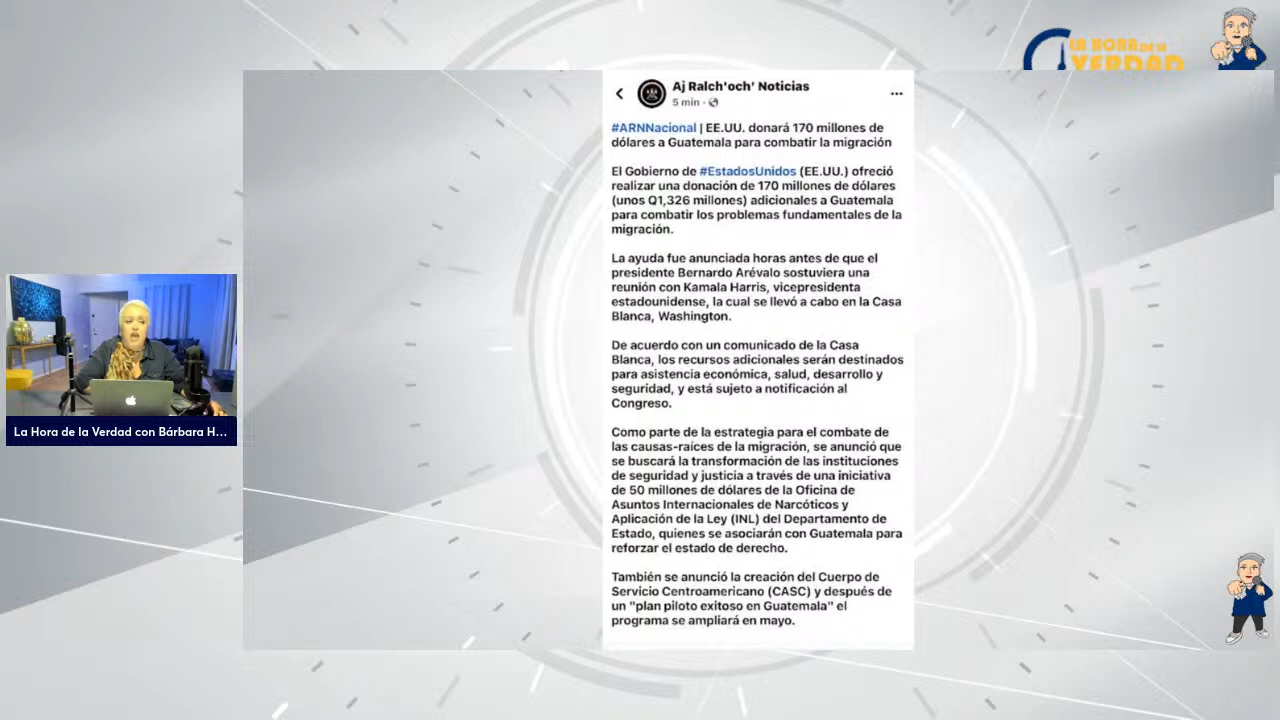 LA HORA DE LA
VERDAD
Aj Ralch'och' Noticias
5 min ·
#ARNNacional | EE.UU. donará 170 millones de
dólares a Guatemala para combatir la migración
El Gobierno de #EstadosUnidos (EE.UU.) ofreció
realizar una donación de 170 millones de dólares
(unos Q1,326 millones) adicionales a Guatemala
para combatir los problemas fundamentales de la
migración.
La ayuda fue anunciada horas antes de que el
presidente Bernardo Arévalo sostuviera una
reunión con Kamala Harris, vicepresidenta
estadounidense, la cual se llevó a cabo en la Casa
Blanca, Washington.
De acuerdo con un comunicado de la Casa
Blanca, los recursos adicionales serán destinados
para asistencia económica, salud, desarrollo y
seguridad, y está sujeto a notificación al
Congreso.
Como parte de la estrategia para el combate de
las causas-raíces de la migración, se anunció que
se buscará la transformación de las instituciones
de seguridad y justicia a través de una iniciativa
de 50 millones de dólares de la Oficina de
Asuntos Internacionales de Narcóticos y
Aplicación de la Ley (INL) del Departamento de
Estado, quienes se asociarán con Guatemala para
reforzar el estado de derecho.
También se anunció la creación del Cuerpo de
Servicio Centroamericano (CASC) y después de
un "plan piloto exitoso en Guatemala" el
programa se ampliará en mayo.
La Hora de la Verdad con Bárbara H...